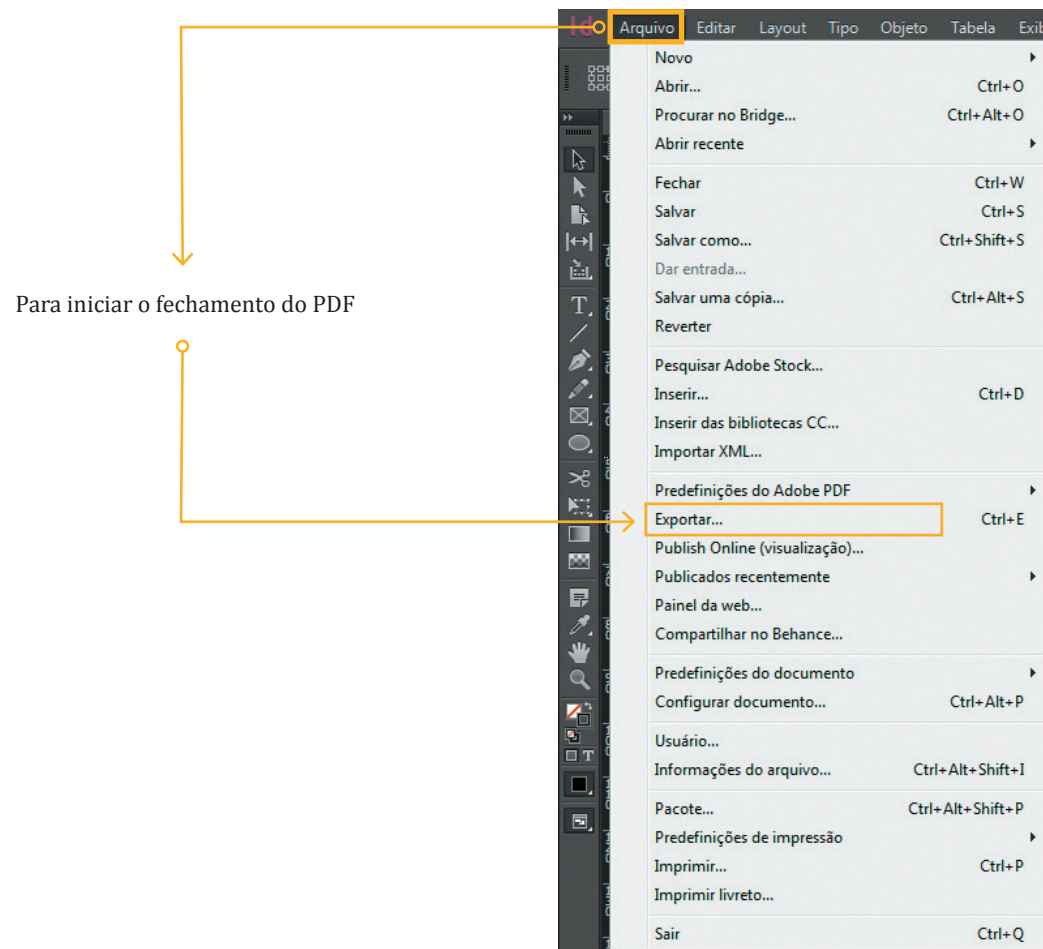 Id Arquivo Editar Layout Tipo Objeto Tabela Exib
Novo
Abrir... Ctrl+O
Procurar no Bridge... Ctrl+Alt+O
Abrir recente
Fechar Ctrl+W
Salvar Ctrl+S
Salvar como... Ctrl+Shift+S
Dar entrada...
Para iniciar o fechamento do PDF
Salvar uma cópia... Ctrl+Alt+S
Reverter
Pesquisar Adobe Stock...
Inserir... Ctrl+D
Inserir das bibliotecas CC...
Importar XML...
Predefinições do Adobe PDF
Exportar... Ctrl+E
Publish Online (visualização)...
Publicados recentemente
Painel da web...
Compartilhar no Behance...
Predefinições do documento
Configurar documento... Ctrl+Alt+P
Usuário...
Informações do arquivo... Ctrl+Alt+Shift+I
Pacote... Ctrl+Alt+Shift+P
Predefinições de impressão
Imprimir... Ctrl+P
Imprimir livreto...
Sair Ctrl+Q